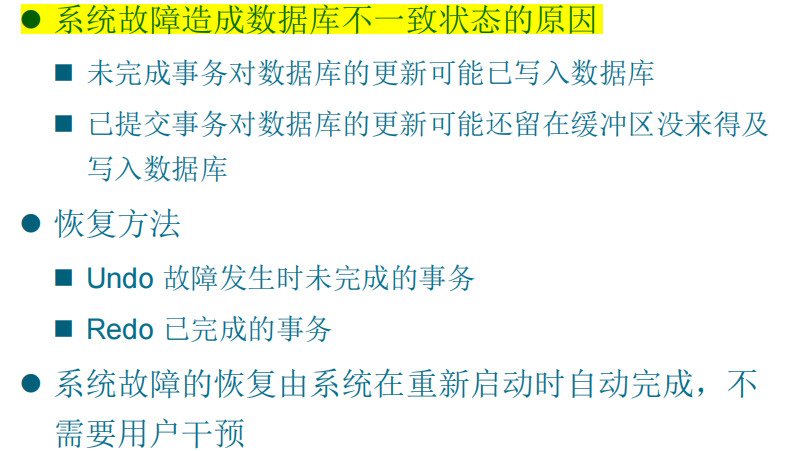 ● 系统故障造成数据库不一致状态的原因
■ 未完成事务对数据库的更新可能已写入数据库
■ 已提交事务对数据库的更新可能还留在缓冲区没来得及
写入数据库
● 恢复方法
■ Undo 故障发生时未完成的事务
■ Redo 已完成的事务
● 系统故障的恢复由系统在重新启动时自动完成，不
需要用户干预